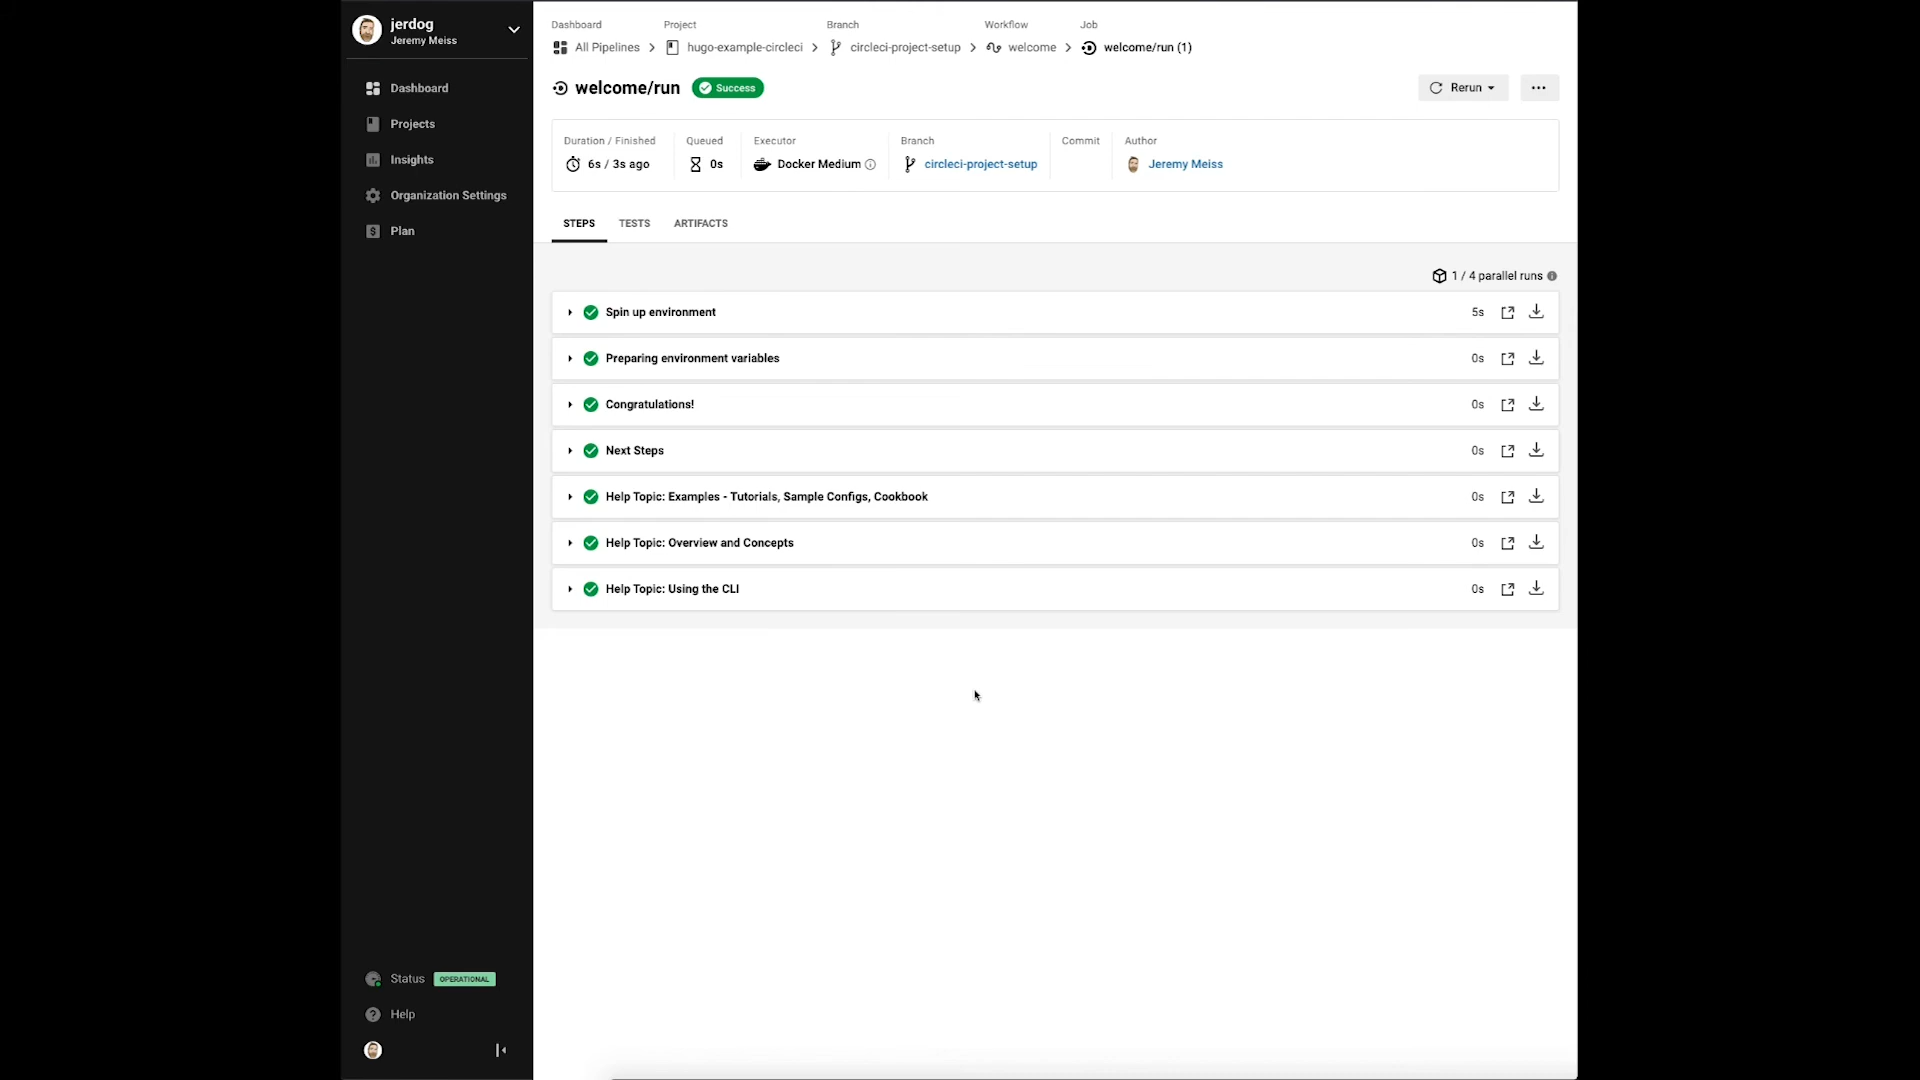 jerdog
Jeremy Meiss
Dashboard
Projects
Insights
Organization Settings
Plan
Status OPERATIONAL
Help
Dashboard Project Branch Workflow Job
All Pipelines hugo-example-circleci circleci-project-setup welcome welcome/run (1)
welcome/run Success Rerun
Duration / Finished Queued Executor Branch Commit Author
6s / 3s ago 0s Docker Medium circleci-project-setup Jeremy Meiss
STEPS TESTS ARTIFACTS
1 / 4 parallel runs
Spin up environment 5s
Preparing environment variables 0s
Congratulations! 0s
Next Steps 0s
Help Topic: Examples - Tutorials, Sample Configs, Cookbook 0s
Help Topic: Overview and Concepts 0s
Help Topic: Using the CLI 0s